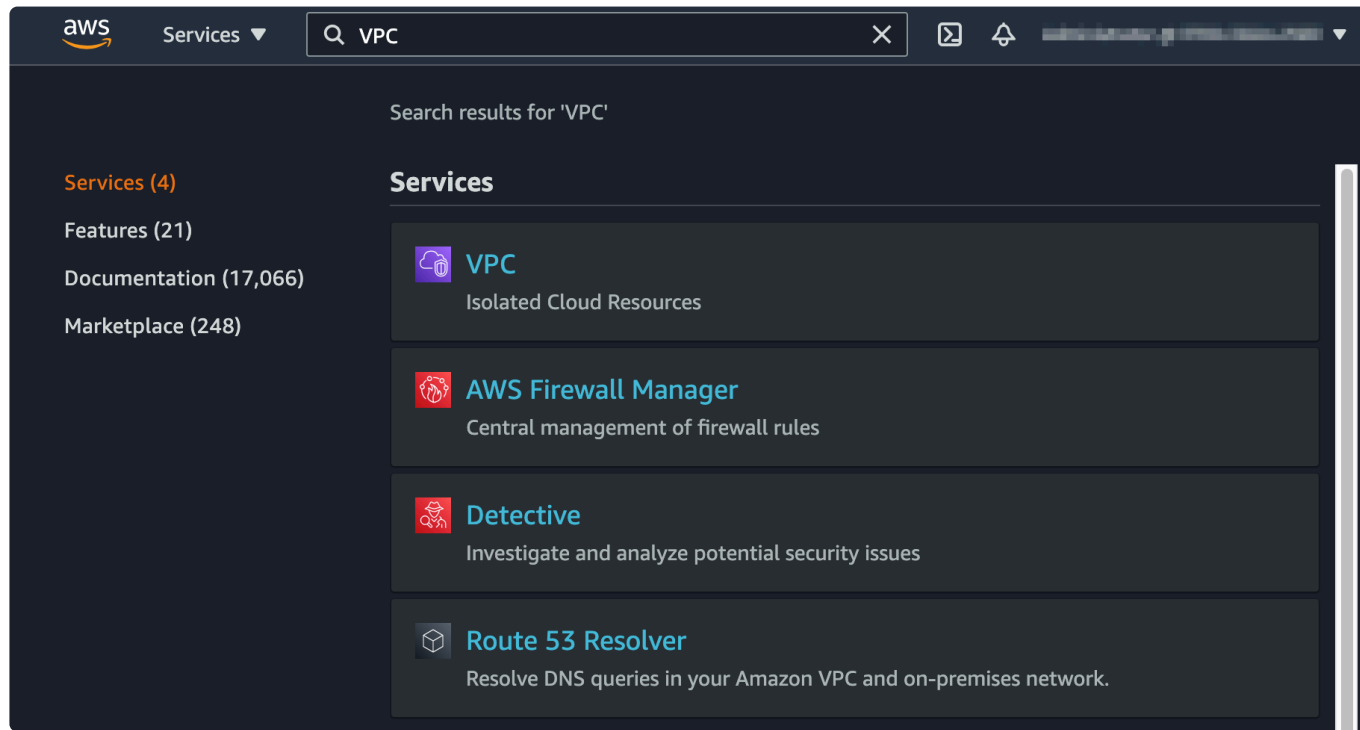 aws
Services
VPC
Search results for 'VPC'
Services (4)
Features (21)
Documentation (17,066)
Marketplace (248)
Services
VPC
Isolated Cloud Resources
AWS Firewall Manager
Central management of firewall rules
Detective
Investigate and analyze potential security issues
Route 53 Resolver
Resolve DNS queries in your Amazon VPC and on-premises network.